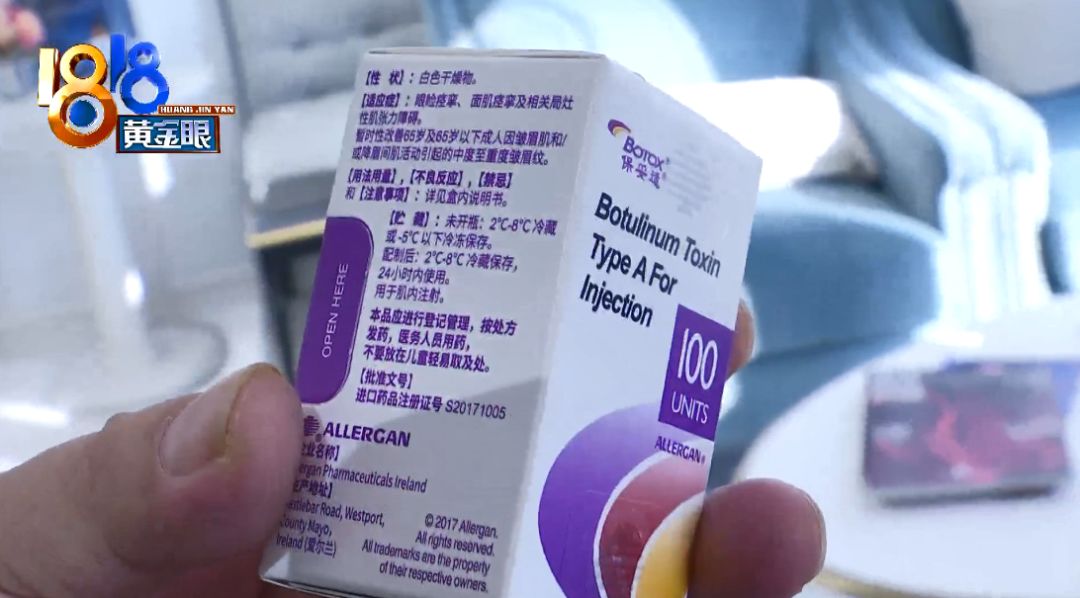 1818
HUANG JIN YAN
黄金眼
【性 状】：白色干燥物。
【适应症】：眼睑痉挛、面肌痉挛及相关局灶
性肌张力障碍。
暂时性改善65岁及65岁以下成人因皱眉肌和/
或降眉间肌活动引起的中度至重度皱眉纹。
【用法用量】，【不良反应】，【禁忌】
和【注意事项】：详见盒内说明书。
【贮 藏】：未开瓶：2°C-8°C 冷藏
或-5°C 以下冷冻保存。
配制后：2°C-8°C 冷藏保存，
24小时内使用。
用于肌内注射。
本品应进行登记管理，按处方
发药，医务人员用药，
不要放在儿童轻易取及处。
【批准文号】
进口药品注册证号 S20171005
OPEN HERE
ALLERGAN
业名称】
ergan Pharmaceuticals Ireland
产地址】
astlebar Road, Westport,
County Mayo,
Ireland (爱尔兰)
© 2017 Allergan.
All rights reserved.
All trademarks are the property
of their respective owners.
BOTOX®
保妥适®
Botulinum Toxin
Type A For
Injection
100
UNITS
ALLERGAN®